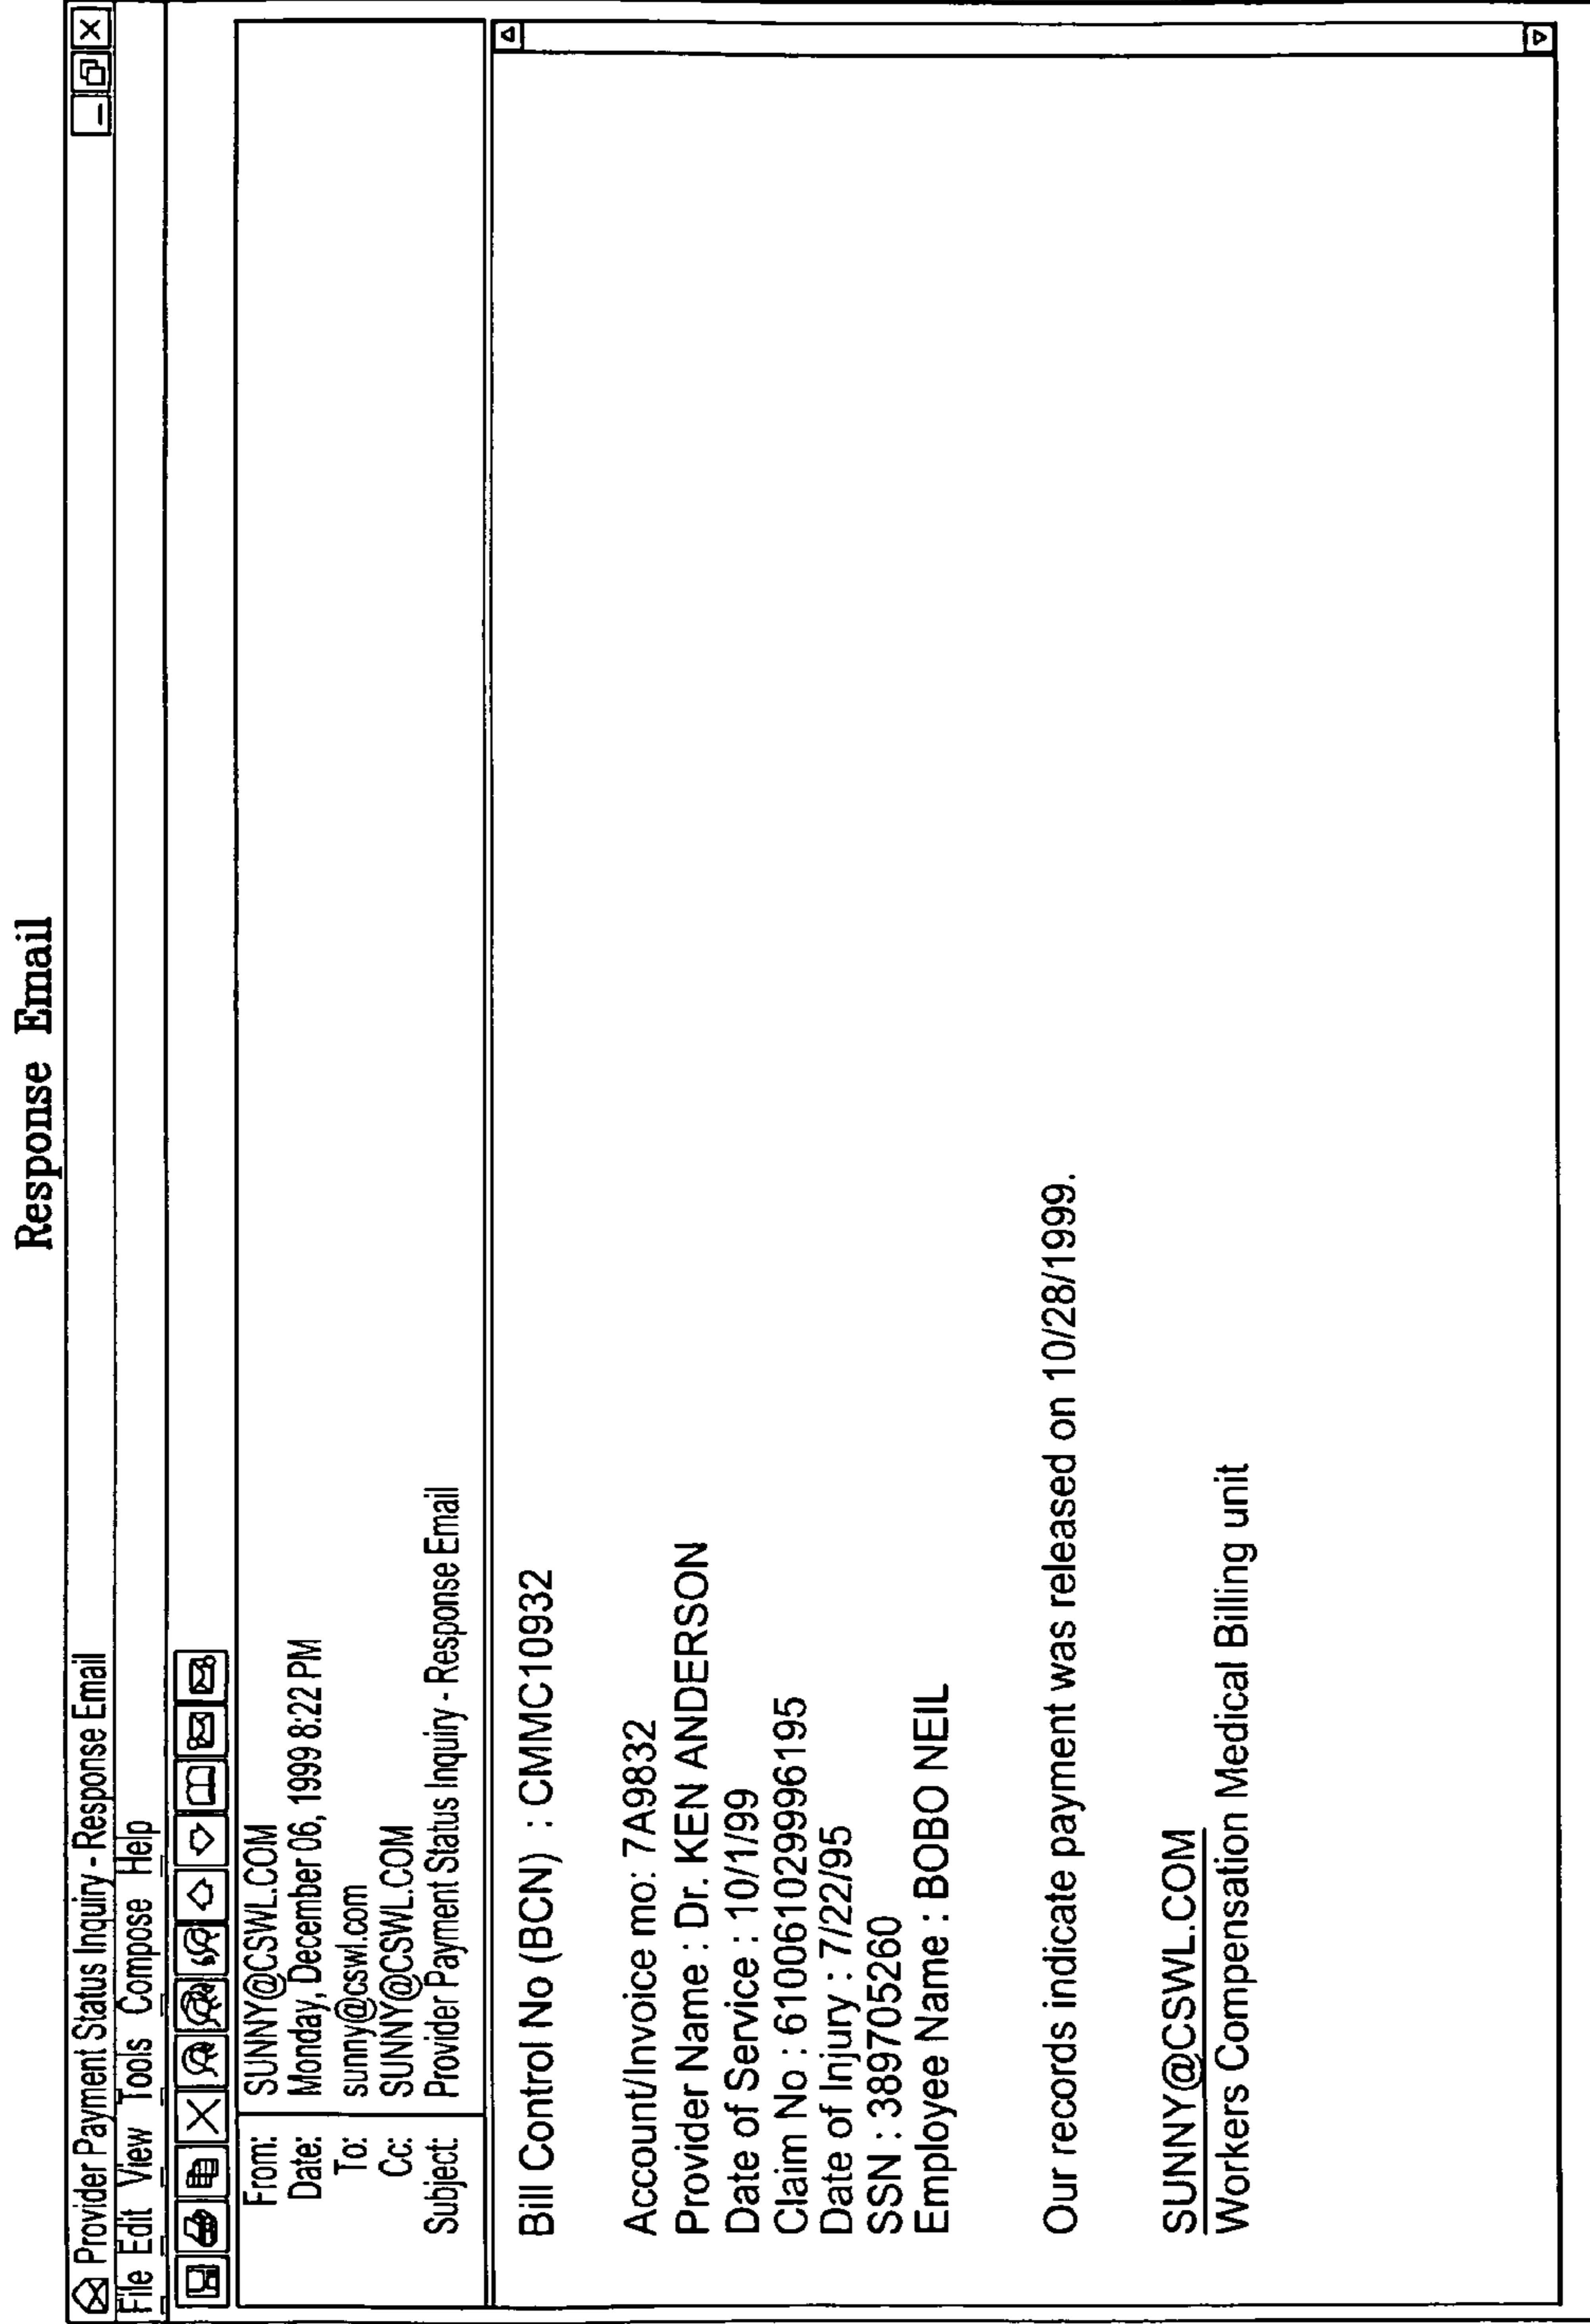 Response Email
Provider Payment Status Inquiry - Response Email
File Edit View Tools Compose Help
From: SUNNY@CSWL.COM
Date: Monday, December 06, 1999 8:22 PM
To: sunny@cswl.com
Cc: SUNNY@CSWL.COM
Subject: Provider Payment Status Inquiry - Response Email
Bill Control No (BCN) : CMMC10932
Account/Invoice mo: 7A9832
Provider Name : Dr. KEN ANDERSON
Date of Service : 10/1/99
Claim No : 6100610299996195
Date of Injury : 7/22/95
SSN : 389705260
Employee Name : BOBO NEIL
Our records indicate payment was released on 10/28/1999.
SUNNY@CSWL.COM
Workers Compensation Medical Billing unit